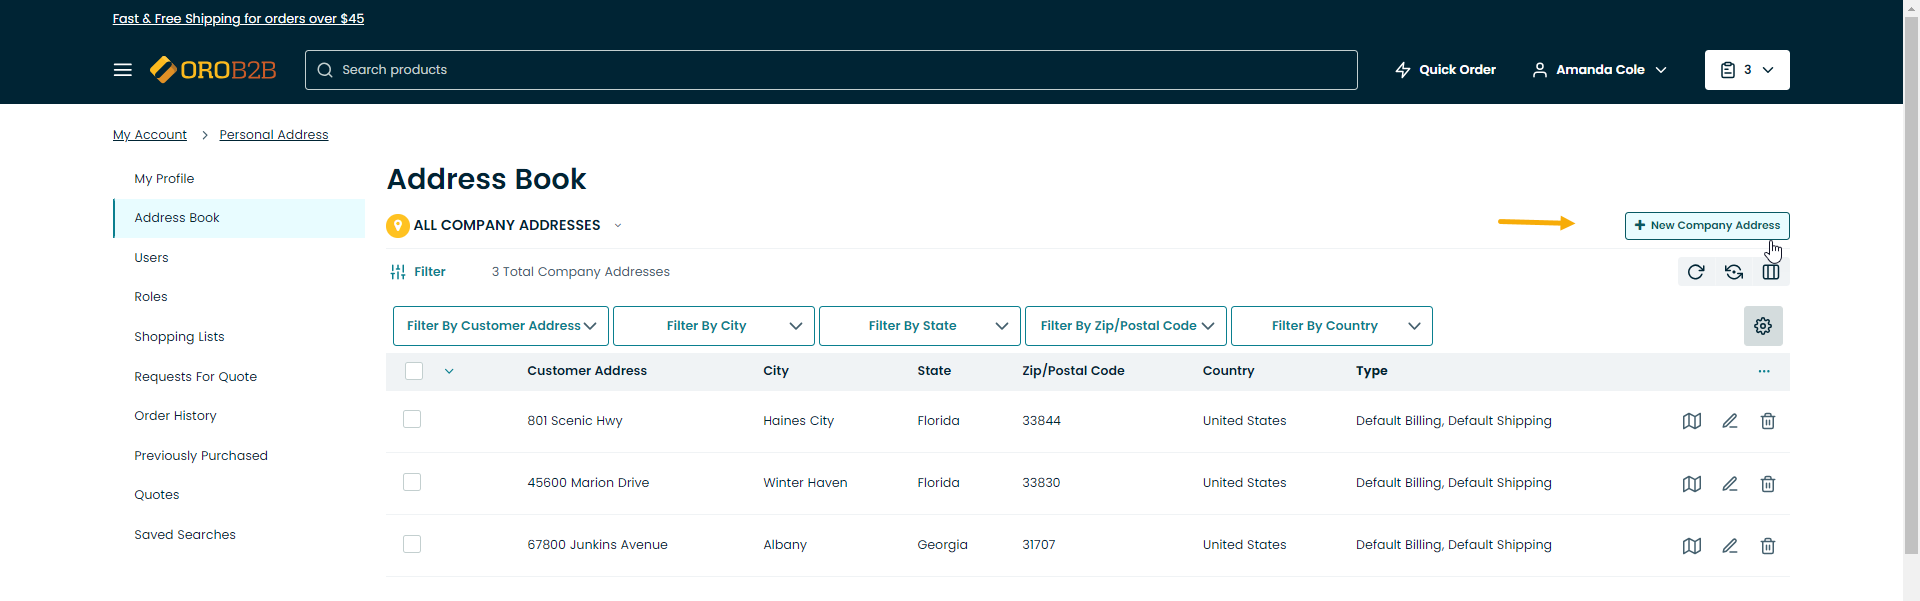 Fast & Free Shipping for orders over $45
OROB2B
Search products
Quick Order
Amanda Cole
3
My Account > Personal Address
My Profile
Address Book
Users
Roles
Shopping Lists
Requests For Quote
Order History
Previously Purchased
Quotes
Saved Searches
Address Book
ALL COMPANY ADDRESSES
+ New Company Address
Filter
3 Total Company Addresses
Filter By Customer Address
Filter By City
Filter By State
Filter By Zip/Postal Code
Filter By Country
Customer Address City State Zip/Postal Code Country Type ...
801 Scenic Hwy Haines City Florida 33844 United States Default Billing, Default Shipping
45600 Marion Drive Winter Haven Florida 33830 United States Default Billing, Default Shipping
67800 Junkins Avenue Albany Georgia 31707 United States Default Billing, Default Shipping